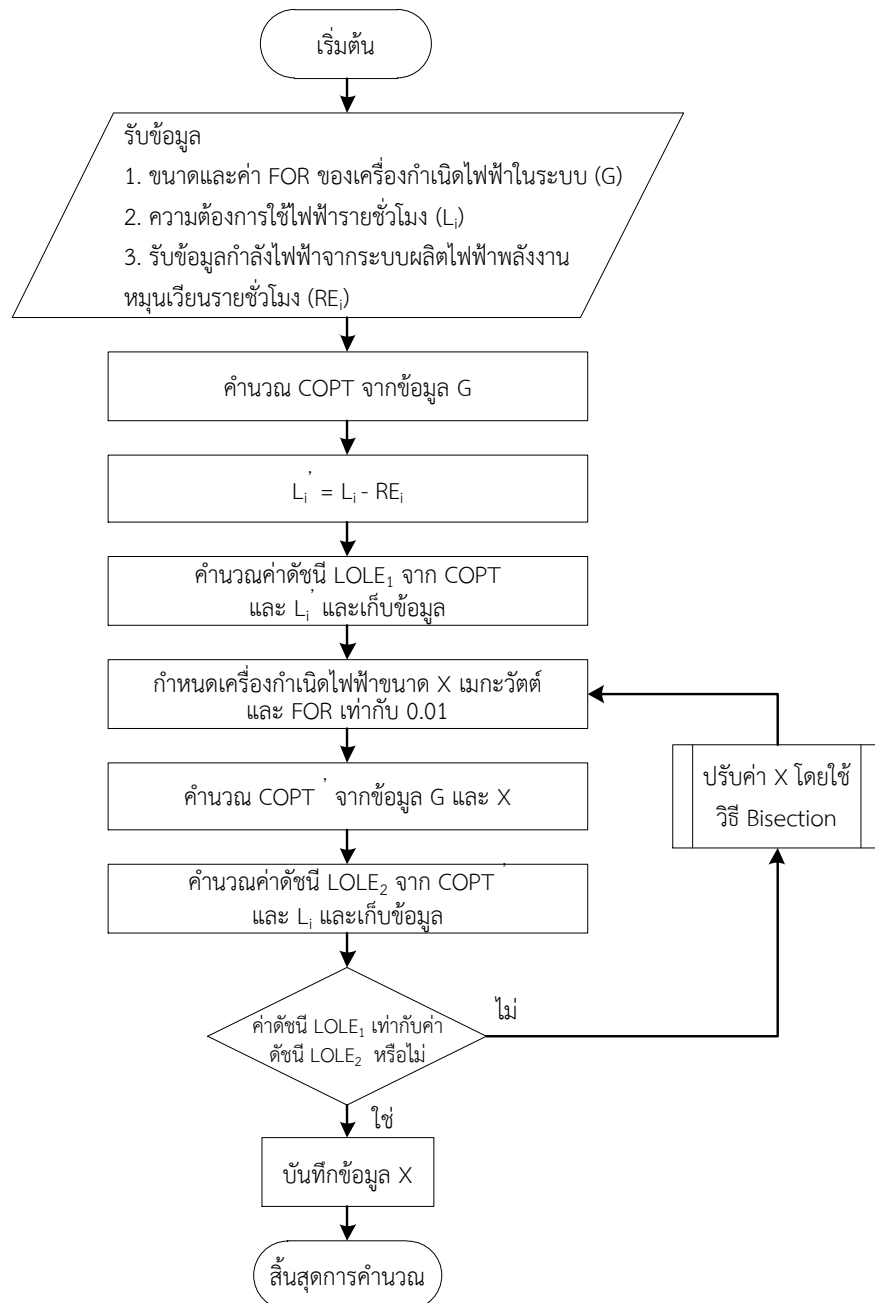 เริ่มต้น
รับข้อมูล
1. ขนาดและค่า FOR ของเครื่องกำเนิดไฟฟ้าในระบบ (G)
2. ความต้องการใช้ไฟฟ้ารายชั่วโมง (Lᵢ)
3. รับข้อมูลกำลังไฟฟ้าจากระบบผลิตไฟฟ้าพลังงาน
หมุนเวียนรายชั่วโมง (REᵢ)
คำนวณ COPT จากข้อมูล G
Lᵢ' = Lᵢ - REᵢ
คำนวณค่าดัชนี LOLE₁ จาก COPT
และ Lᵢ' และเก็บข้อมูล
กำหนดเครื่องกำเนิดไฟฟ้าขนาด X เมกะวัตต์
และ FOR เท่ากับ 0.01
ปรับค่า X โดยใช้
วิธี Bisection
คำนวณ COPT ' จากข้อมูล G และ X
คำนวณค่าดัชนี LOLE₂ จาก COPT '
และ Lᵢ และเก็บข้อมูล
ค่าดัชนี LOLE₁ เท่ากับค่า
ดัชนี LOLE₂ หรือไม่
ไม่
ใช่
บันทึกข้อมูล X
สิ้นสุดการคำนวณ